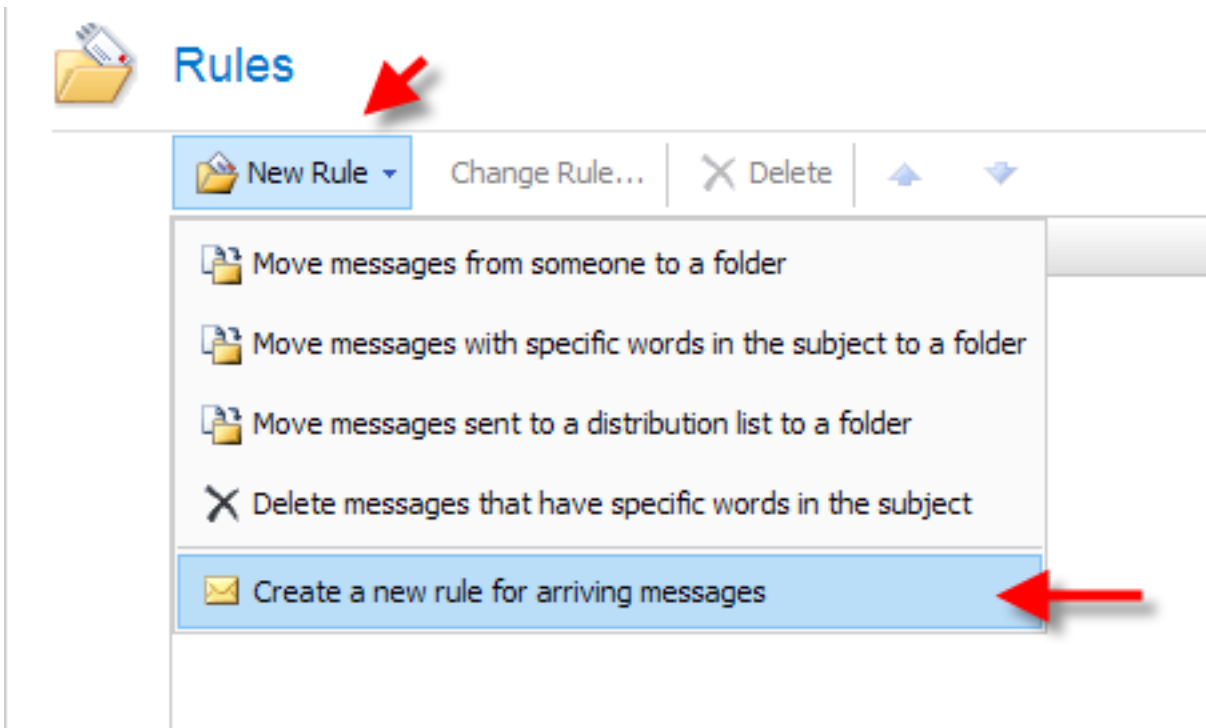 Rules
New Rule Change Rule... Delete
Move messages from someone to a folder
Move messages with specific words in the subject to a folder
Move messages sent to a distribution list to a folder
Delete messages that have specific words in the subject
Create a new rule for arriving messages